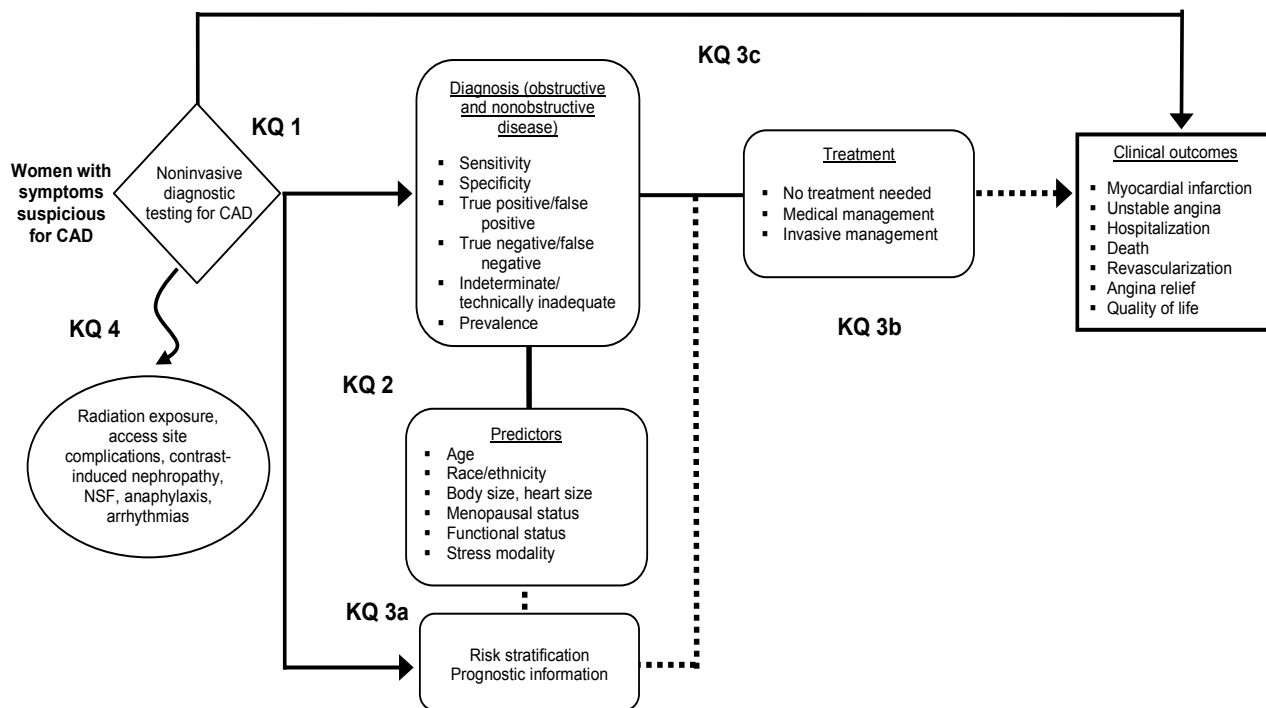 KQ 3c
KQ 1
Women with
symptoms
suspicious
for CAD
Noninvasive
diagnostic
testing for CAD
Diagnosis (obstructive
and nonobstructive
disease)
▪ Sensitivity
▪ Specificity
▪ True positive/false
positive
▪ True negative/false
negative
▪ Indeterminate/
technically inadequate
▪ Prevalence
Treatment
▪ No treatment needed
▪ Medical management
▪ Invasive management
Clinical outcomes
▪ Myocardial infarction
▪ Unstable angina
▪ Hospitalization
▪ Death
▪ Revascularization
▪ Angina relief
▪ Quality of life
KQ 3b
KQ 4
Radiation exposure,
access site
complications, contrast-
induced nephropathy,
NSF, anaphylaxis,
arrhythmias
KQ 2
Predictors
▪ Age
▪ Race/ethnicity
▪ Body size, heart size
▪ Menopausal status
▪ Functional status
▪ Stress modality
KQ 3a
Risk stratification
Prognostic information